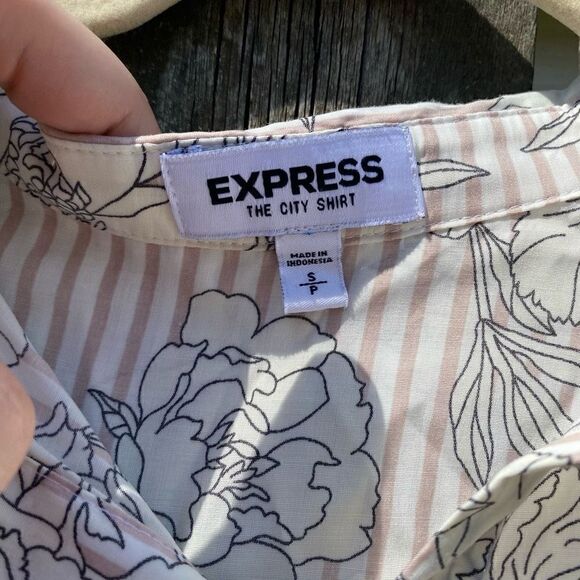 EXPRESS
THE CITY SHIRT
MADE IN
INDONESIA
S
P